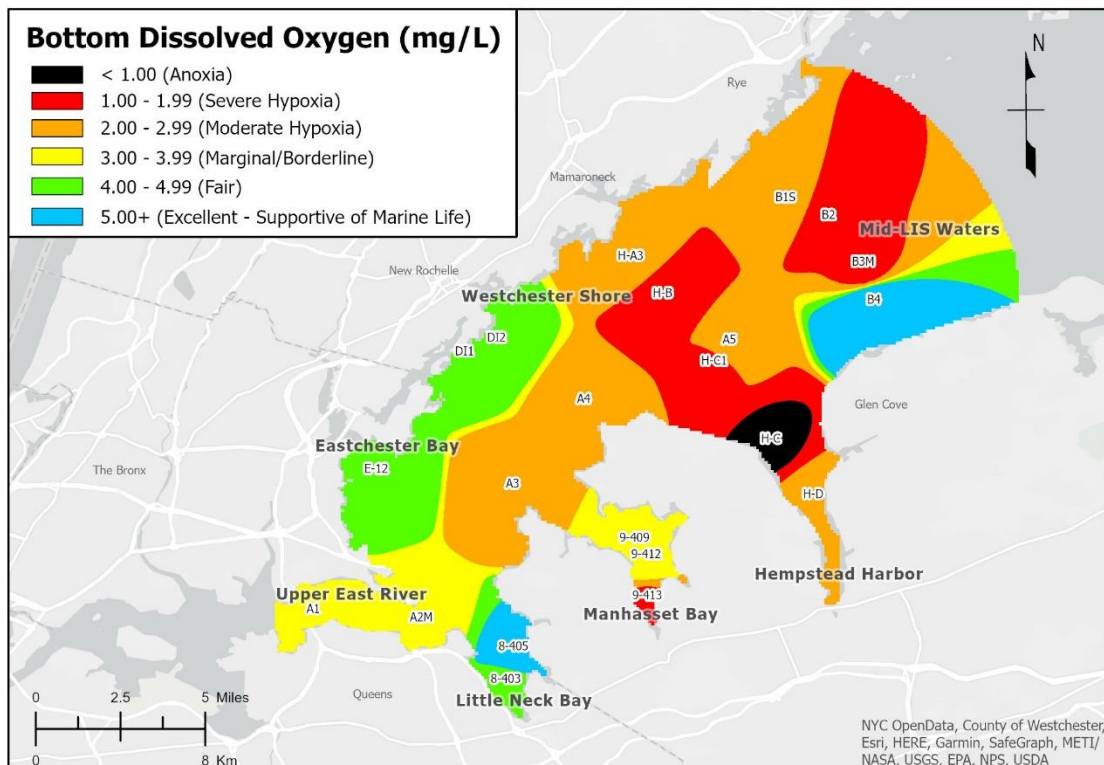 Bottom Dissolved Oxygen (mg/L)
< 1.00 (Anoxia)
1.00 - 1.99 (Severe Hypoxia)
2.00 - 2.99 (Moderate Hypoxia)
3.00 - 3.99 (Marginal/Borderline)
4.00 - 4.99 (Fair)
5.00+ (Excellent - Supportive of Marine Life)
N
Rye
Mamaroneck
B1S
B2
Mid-LIS Waters
H-A3
B3M
New Rochelle
Westchester Shore
H-B
B4
DI2
DI1
A5
H-C1
A4
Glen Cove
Eastchester Bay
H-C
E-12
The Bronx
A3
H-D
9-409
9-412
Hempstead Harbor
Upper East River
9-413
A1
A2M
Manhasset Bay
8-405
8-403
Queens
Little Neck Bay
0 2.5 5 Miles
0 8 Km
NYC OpenData, County of Westchester,
Esri, HERE, Garmin, SafeGraph, METI/
NASA, USGS, EPA, NPS, USDA